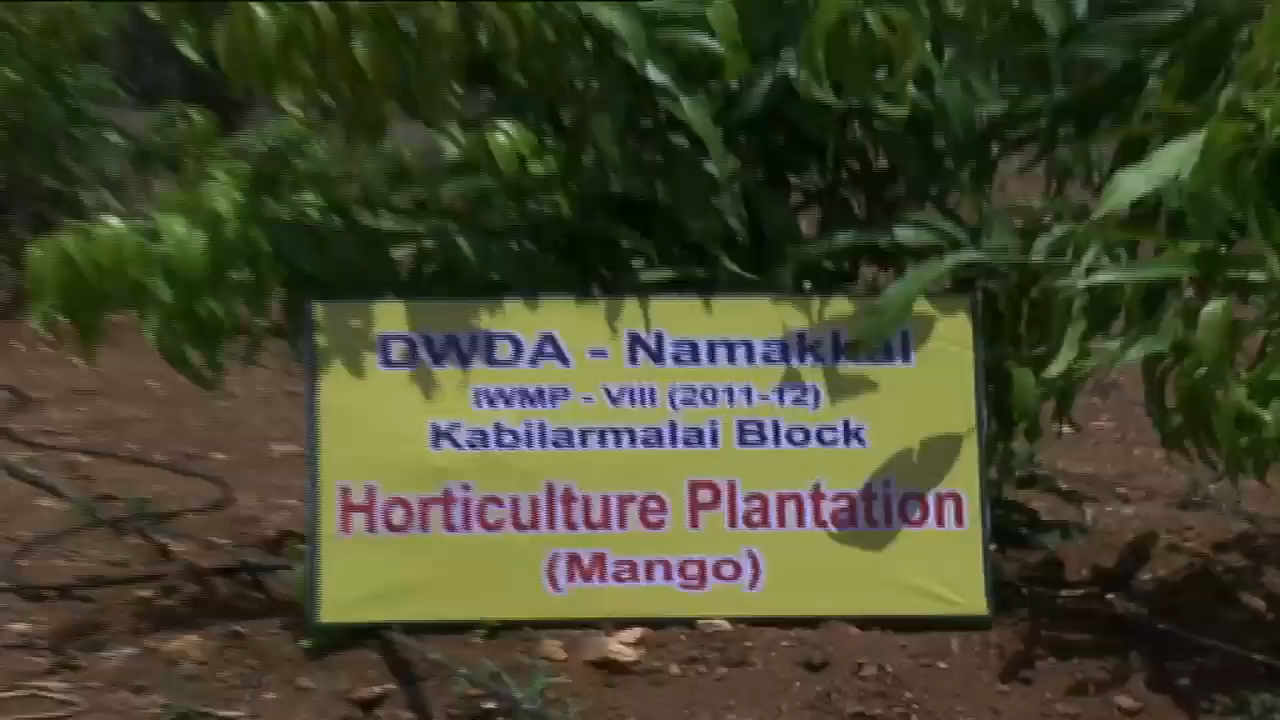 DWDA - Namakkal
IWMP - VIII (2011-12)
Kabilarmalai Block
Horticulture Plantation
(Mango)